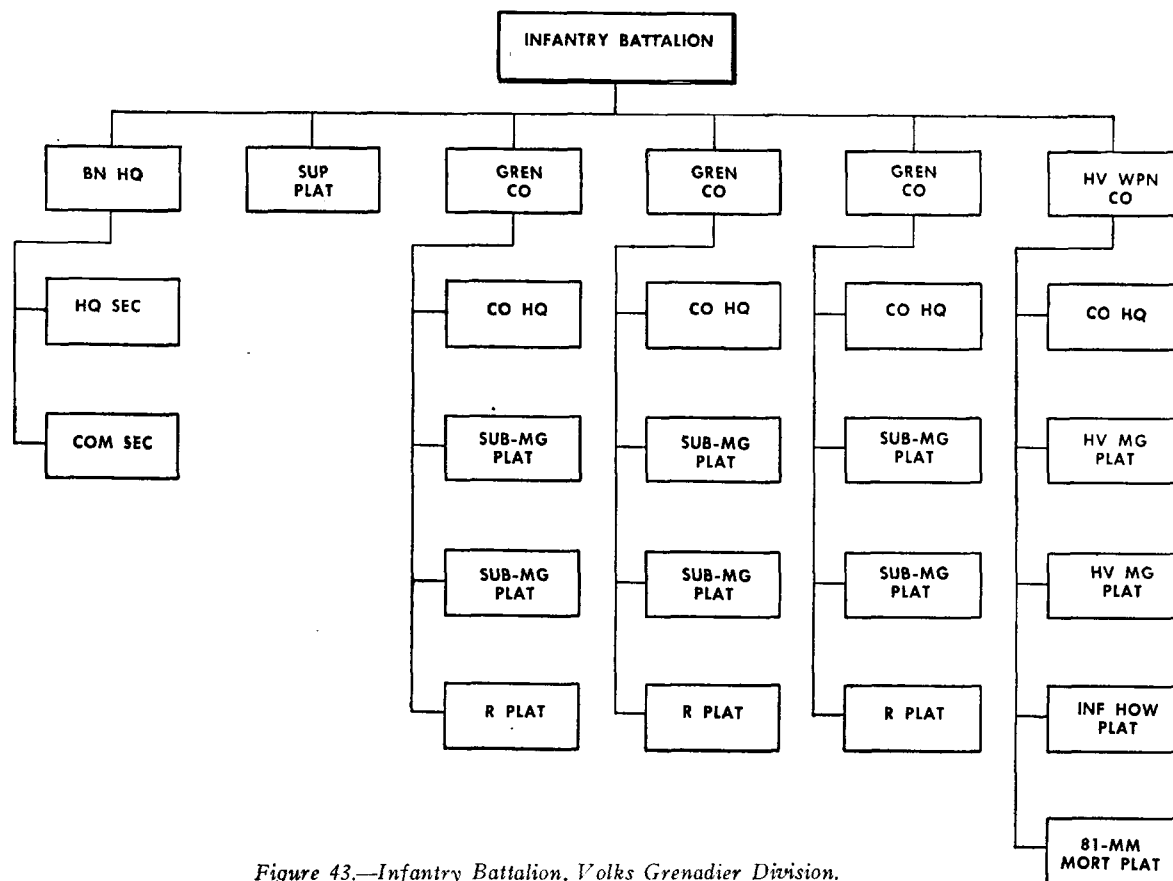 INFANTRY BATTALION
BN HQ
SUP
PLAT
GREN
CO
GREN
CO
GREN
CO
HV WPN
CO
HQ SEC
COM SEC
CO HQ
SUB-MG
PLAT
SUB-MG
PLAT
R PLAT
CO HQ
SUB-MG
PLAT
SUB-MG
PLAT
R PLAT
CO HQ
SUB-MG
PLAT
SUB-MG
PLAT
R PLAT
CO HQ
HV MG
PLAT
HV MG
PLAT
INF HOW
PLAT
81-MM
MORT PLAT
Figure 43.—Infantry Battalion, Volks Grenadier Division.